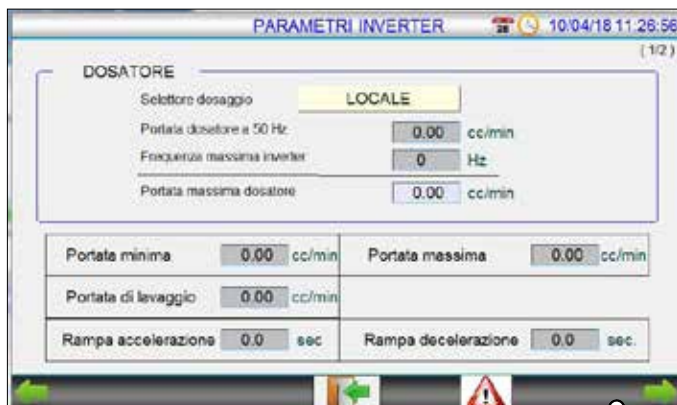 PARAMETRI INVERTER 28 10/04/18 11:26:56
(1/2)
DOSATORE
Selettore dosaggio LOCALE
Portata dosatore a 50 Hz 0.00 cc/min
Frequenza massima inverter 0 Hz
Portata massima dosatore 0.00 cc/min
Portata minima 0.00 cc/min Portata massima 0.00 cc/min
Portata di lavaggio 0.00 cc/min
Rampa accelerazione 0.0 sec Rampa decelerazione 0.0 sec.